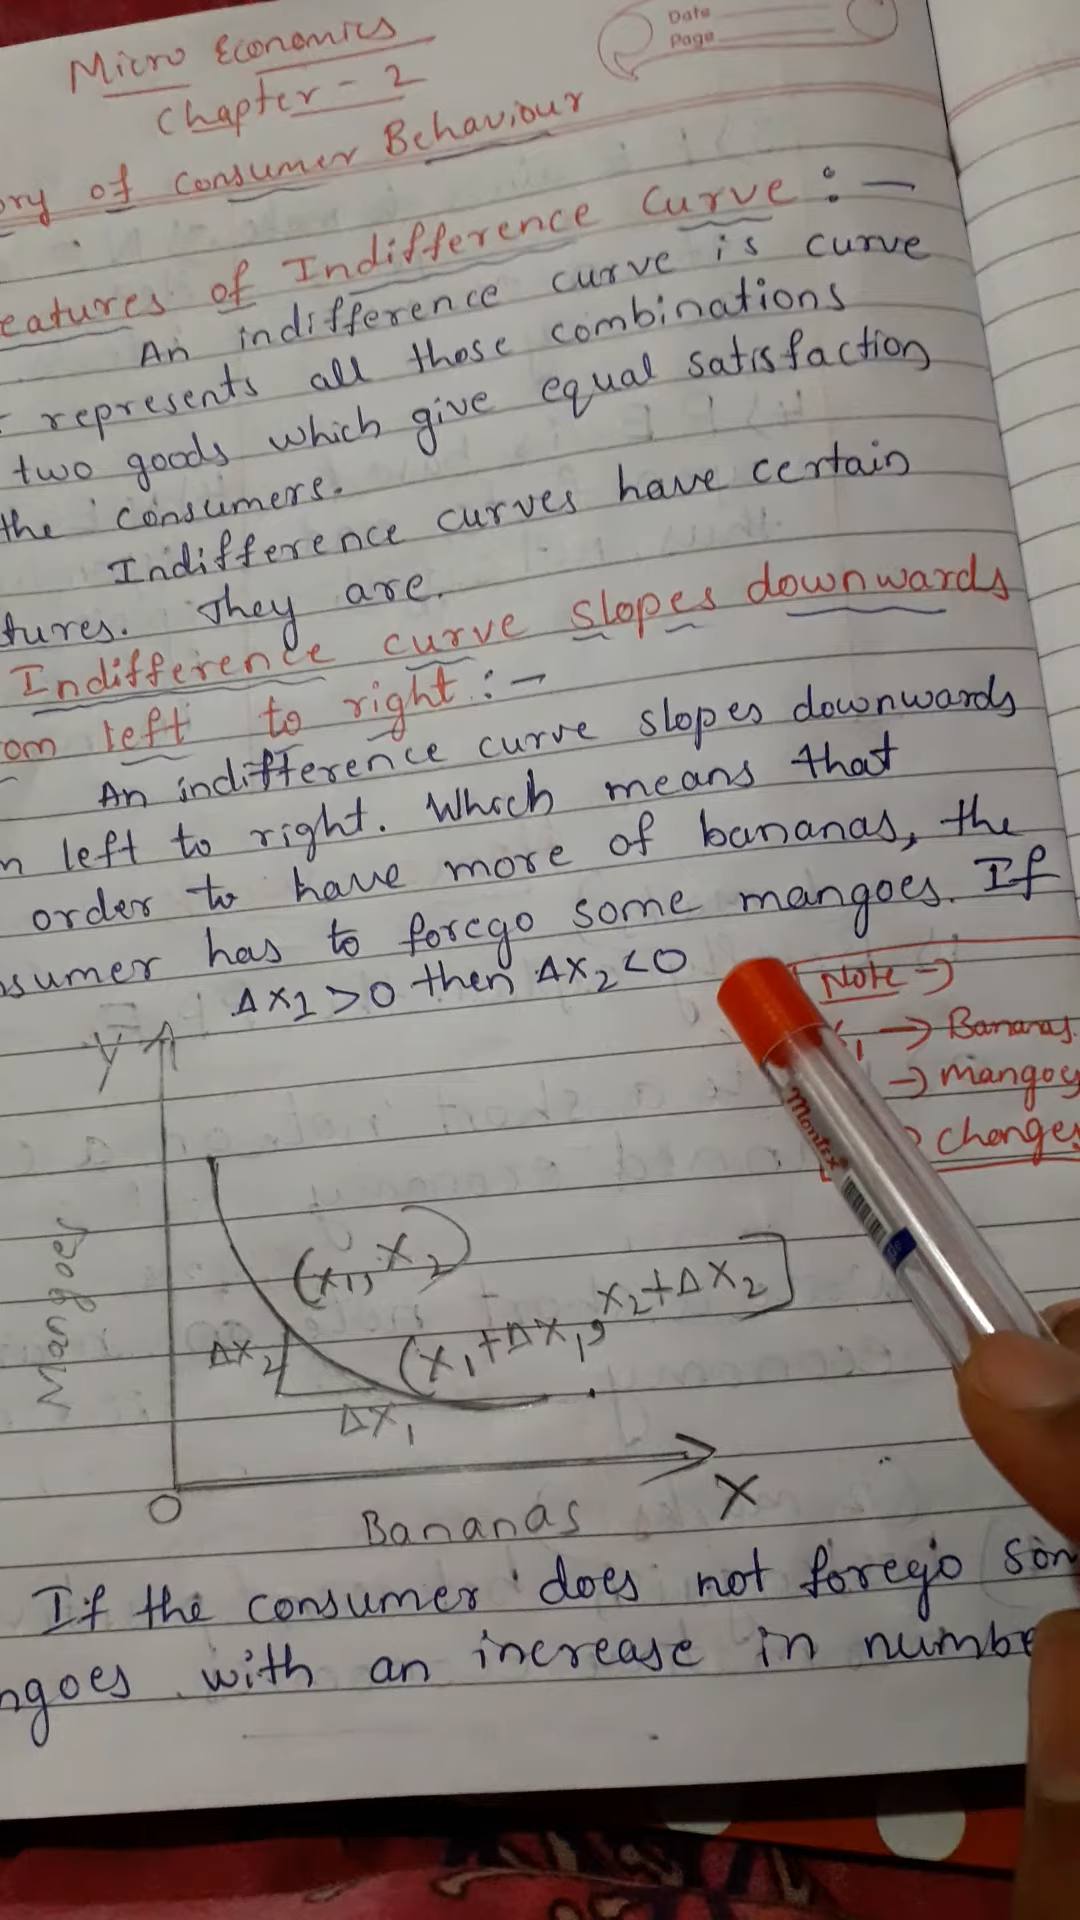 Date
Page
Micro Economics
Chapter - 2
ory of Consumer Behaviour
eatures of Indifference Curve : —
An indifference curve is curve
represents all those combinations
two goods which give equal satisfaction
the consumers.
Indifference curves have certain
tures. They are.
Indifference curve slopes downwards
om left to right : —
An indifference curve slopes downwards
n left to right. Which means that
order to have more of bananas, the
nsumer has to forego some mangoes. If
ΔX1 >0 then ΔX2 <0
Note →
1 → Bananas.
→ mangoes
changes
Y
Mangoes
(X1, X2)
(X1+ΔX1, X2+ΔX2]
ΔX2
ΔX1
O
X
Bananas
Montex
If the consumer does not forego som
ngoes with an increase in numbe